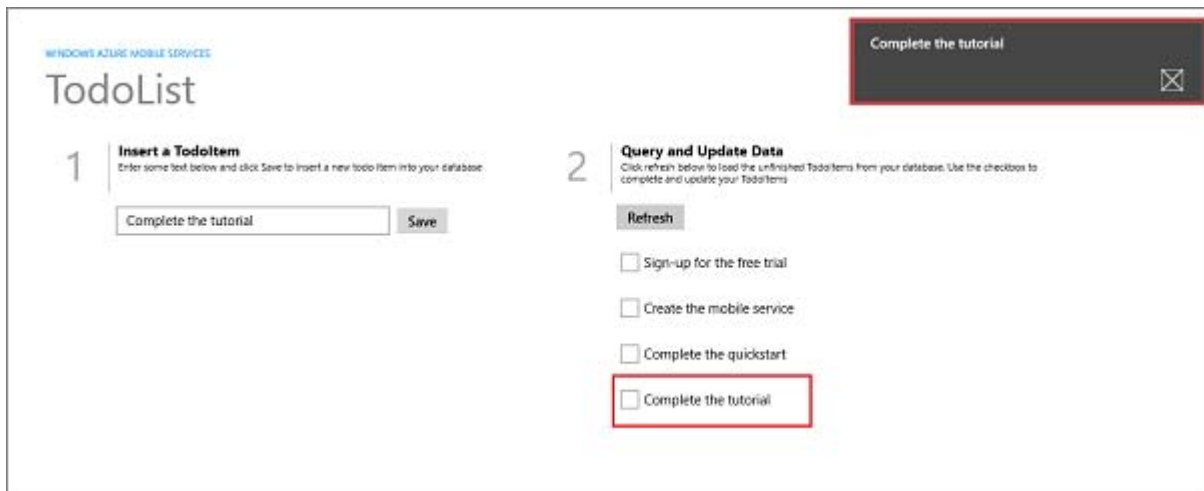 WINDOWS AZURE MOBILE SERVICES
TodoList
Complete the tutorial
1
Insert a TodoItem
Enter some text below and click Save to insert a new todo item into your database
Complete the tutorial
Save
2
Query and Update Data
Click refresh below to load the unfinished TodoItems from your database. Use the checkbox to
complete and update your TodoItems
Refresh
Sign-up for the free trial
Create the mobile service
Complete the quickstart
Complete the tutorial